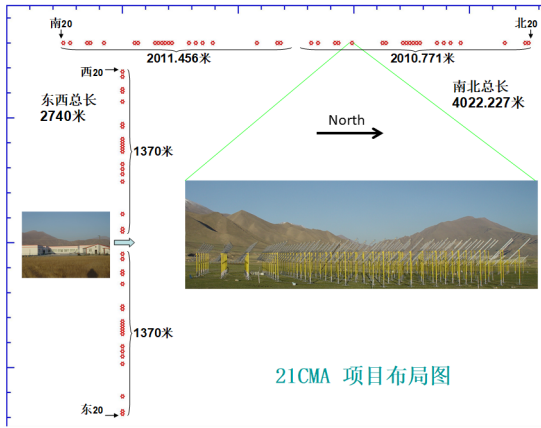 南20
北20
2011.456米
2010.771米
西20
东西总长
2740米
南北总长
4022.227米
North
1370米
1370米
21CMA 项目布局图
东20